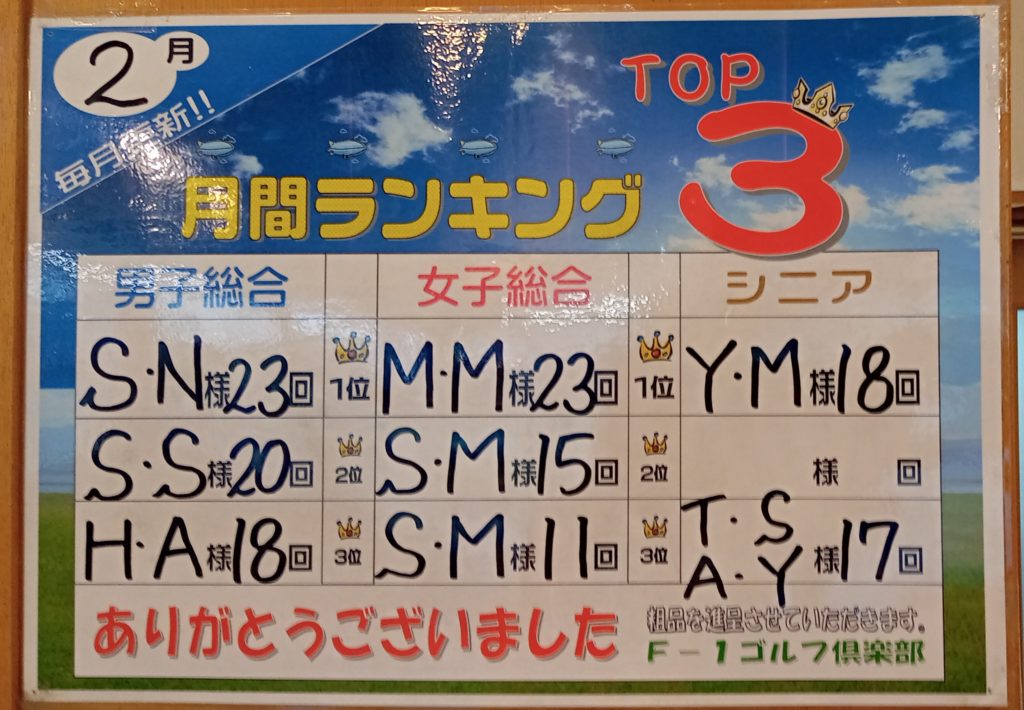 2月
毎月更新!!
TOP
3
月間ランキング
男子総合 女子総合 シニア
S・N様23回 1位 M・M様23回 1位 Y・M様18回
S・S様20回 2位 S・M様15回 2位 様 回
H・A様18回 3位 S・M様11回 3位 T・S
A・Y様17回
ありがとうございました
粗品を進呈させていただきます。
F-1ゴルフ倶楽部